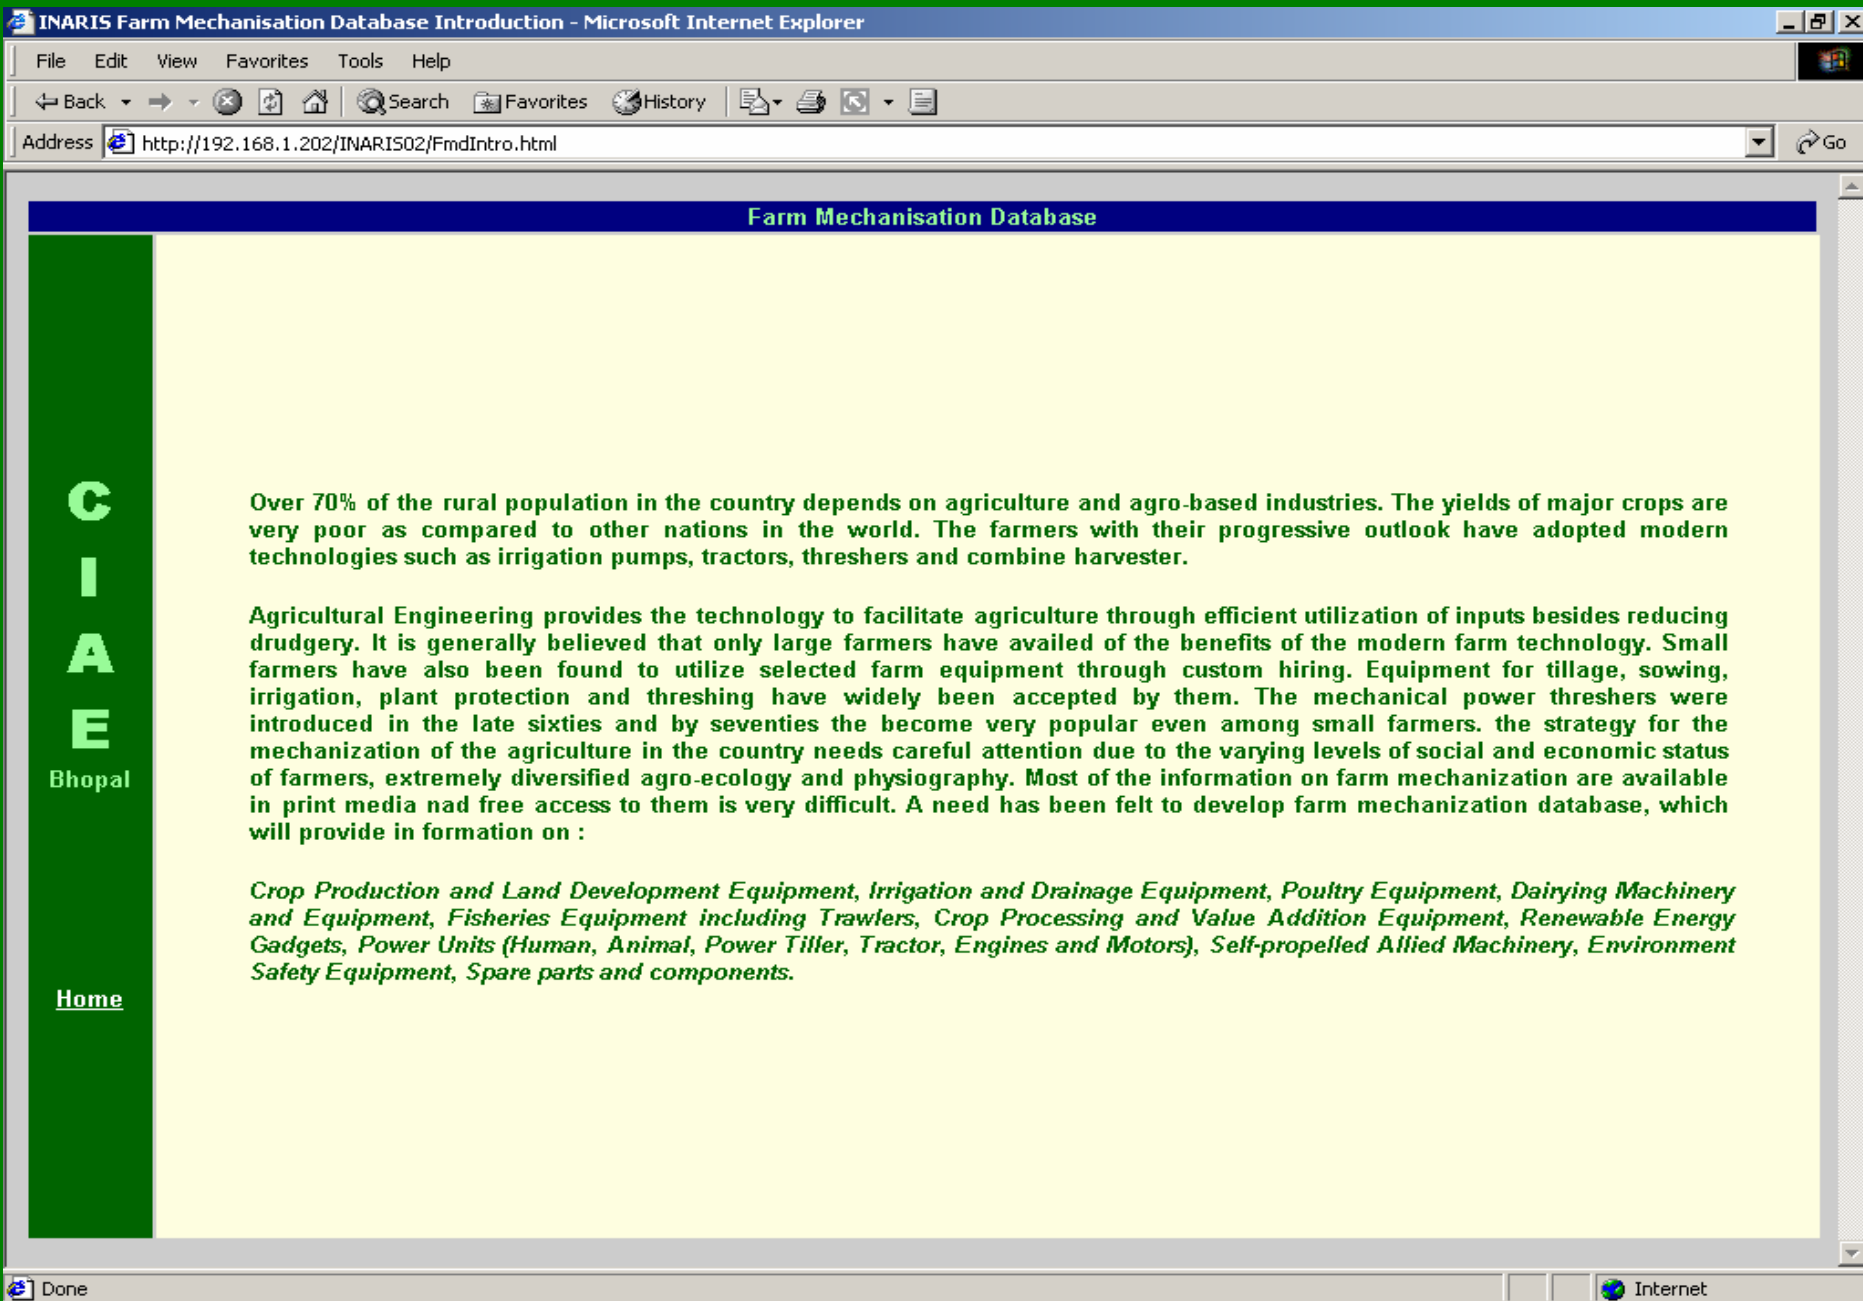 INARIS Farm Mechanisation Database Introduction - Microsoft Internet Explorer
File Edit View Favorites Tools Help
Back Search Favorites History
Address http://192.168.1.202/INARIS02/FmdIntro.html Go
Farm Mechanisation Database
C
I
A
E
Bhopal
Home
Over 70% of the rural population in the country depends on agriculture and agro-based industries. The yields of major crops are
very poor as compared to other nations in the world. The farmers with their progressive outlook have adopted modern
technologies such as irrigation pumps, tractors, threshers and combine harvester.
Agricultural Engineering provides the technology to facilitate agriculture through efficient utilization of inputs besides reducing
drudgery. It is generally believed that only large farmers have availed of the benefits of the modern farm technology. Small
farmers have also been found to utilize selected farm equipment through custom hiring. Equipment for tillage, sowing,
irrigation, plant protection and threshing have widely been accepted by them. The mechanical power threshers were
introduced in the late sixties and by seventies the become very popular even among small farmers. the strategy for the
mechanization of the agriculture in the country needs careful attention due to the varying levels of social and economic status
of farmers, extremely diversified agro-ecology and physiography. Most of the information on farm mechanization are available
in print media nad free access to them is very difficult. A need has been felt to develop farm mechanization database, which
will provide in formation on :
Crop Production and Land Development Equipment, Irrigation and Drainage Equipment, Poultry Equipment, Dairying Machinery
and Equipment, Fisheries Equipment including Trawlers, Crop Processing and Value Addition Equipment, Renewable Energy
Gadgets, Power Units (Human, Animal, Power Tiller, Tractor, Engines and Motors), Self-propelled Allied Machinery, Environment
Safety Equipment, Spare parts and components.
Done Internet